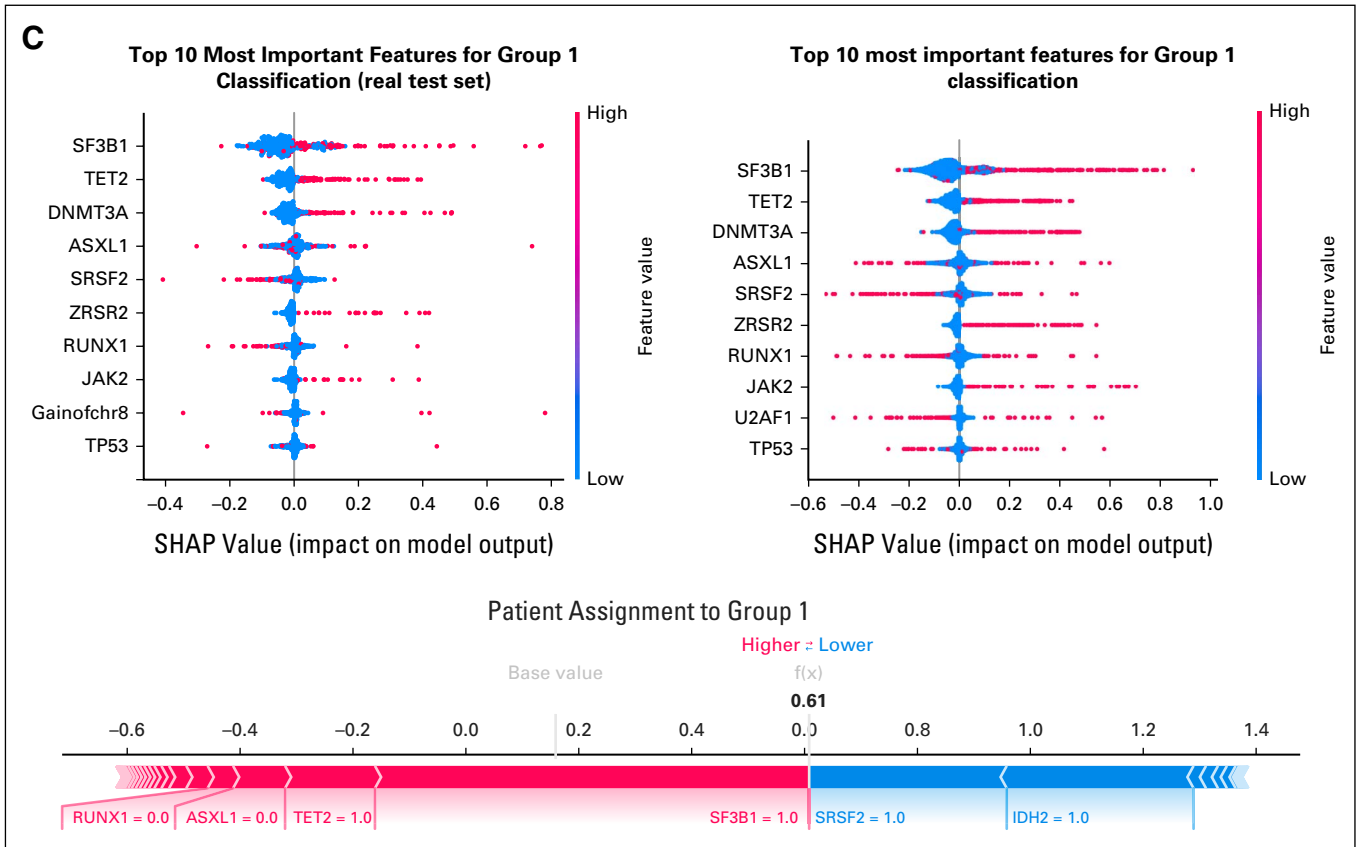 C
Top 10 Most Important Features for Group 1
Classification (real test set)
High
SF3B1
TET2
DNMT3A
ASXL1
SRSF2
ZRSR2
RUNX1
JAK2
Gainofchr8
TP53
Feature value
Low
−0.4 −0.2 0.0 0.2 0.4 0.6 0.8
SHAP Value (impact on model output)
Top 10 most important features for Group 1
classification
High
SF3B1
TET2
DNMT3A
ASXL1
SRSF2
ZRSR2
RUNX1
JAK2
U2AF1
TP53
Feature value
Low
−0.6 −0.4 −0.2 0.0 0.2 0.4 0.6 0.8 1.0
SHAP Value (impact on model output)
Patient Assignment to Group 1
Higher ⇄ Lower
Base value f(x)
0.61
−0.6 −0.4 −0.2 0.0 0.2 0.4 0.0 0.8 1.0 1.2 1.4
RUNX1 = 0.0 ASXL1 = 0.0 TET2 = 1.0 SF3B1 = 1.0 SRSF2 = 1.0 IDH2 = 1.0